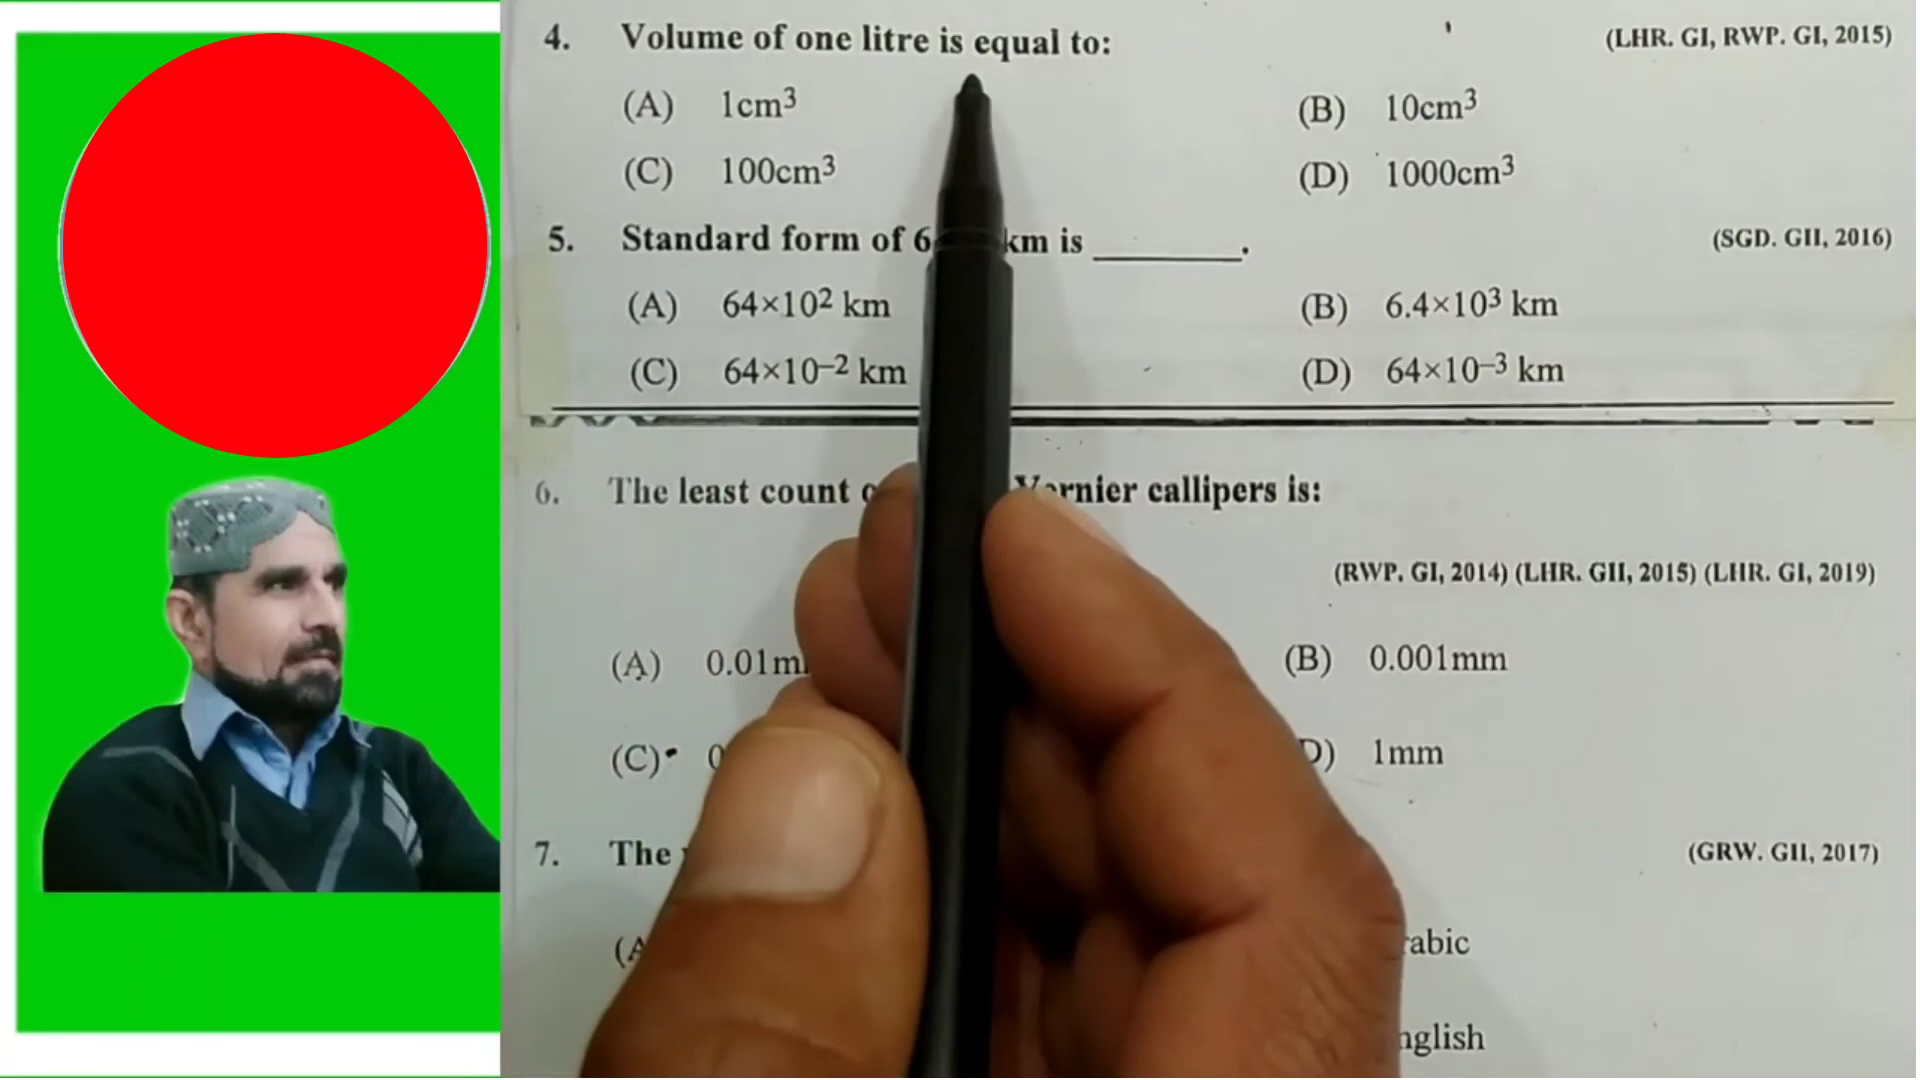 4. Volume of one litre is equal to: (LHR. GI, RWP. GI, 2015)
(A) 1cm³ (B) 10cm³
(C) 100cm³ (D) 1000cm³
5. Standard form of 6 km is ________. (SGD. GII, 2016)
(A) 64×10² km (B) 6.4×10³ km
(C) 64×10⁻² km (D) 64×10⁻³ km
6. The least count Vernier callipers is:
(RWP. GI, 2014) (LHR. GII, 2015) (LHR. GI, 2019)
(A) 0.01m (B) 0.001mm
(C) 0 D) 1mm
7. The (GRW. GII, 2017)
(A rabic
nglish